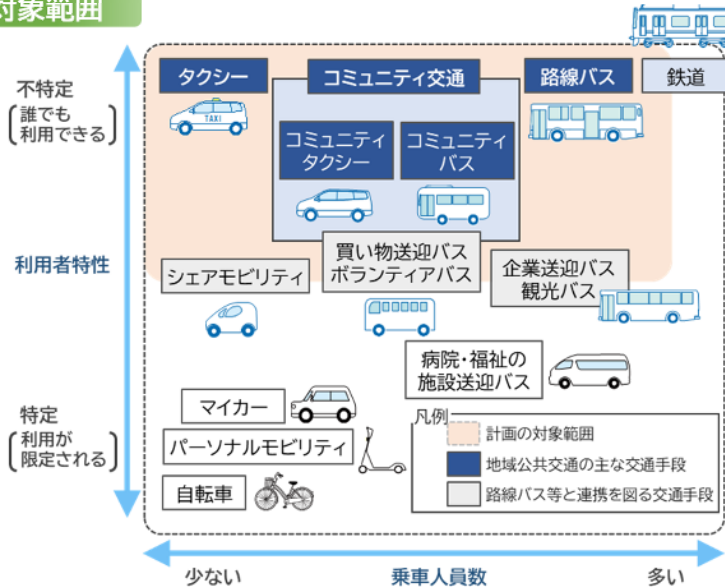 対象範囲
不特定
誰でも
利用できる
利用者特性
特定
利用が
限定される
タクシー
コミュニティ交通
路線バス
鉄道
TAXI
コミュニティ
タクシー
コミュニティ
バス
シェアモビリティ
買い物送迎バス
ボランティアバス
企業送迎バス
観光バス
病院・福祉の
施設送迎バス
マイカー
パーソナルモビリティ
自転車
凡例
計画の対象範囲
地域公共交通の主な交通手段
路線バス等と連携を図る交通手段
少ない
乗車人員数
多い